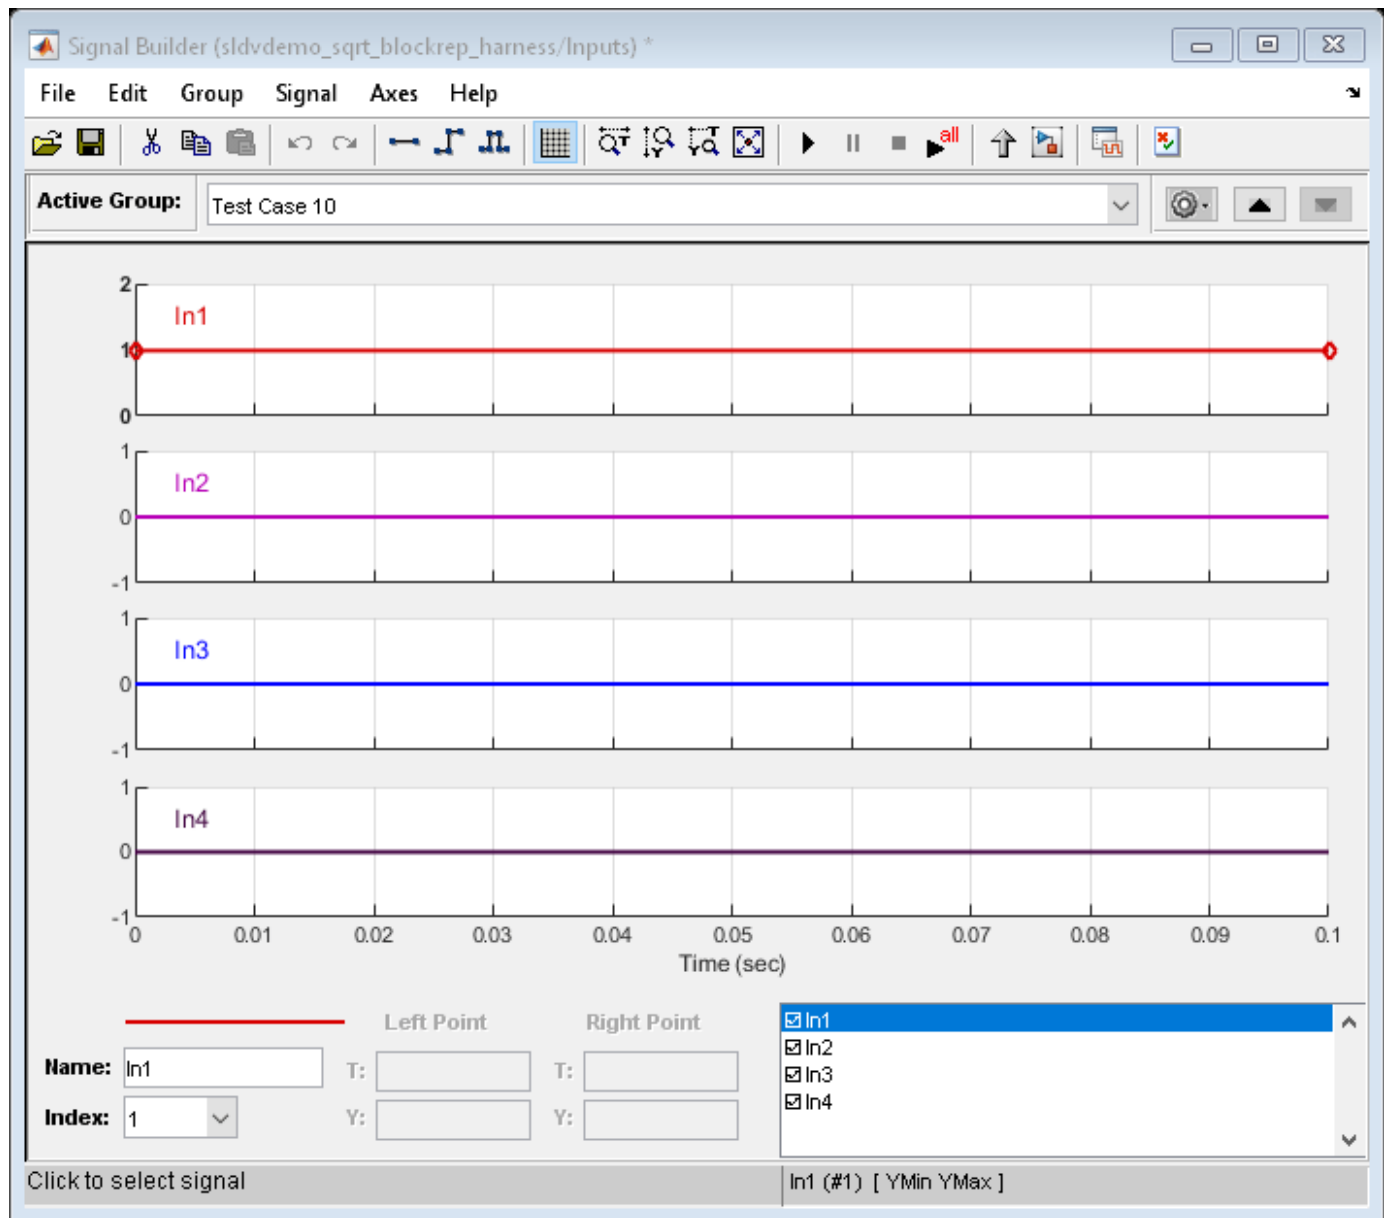 Signal Builder (sldvdemo_sqrt_blockrep_harness/Inputs) *
File Edit Group Signal Axes Help
all
Active Group: Test Case 10
2
In1
1
0
1
In2
0
-1
1
In3
0
-1
1
In4
0
-1
0 0.01 0.02 0.03 0.04 0.05 0.06 0.07 0.08 0.09 0.1
Time (sec)
Left Point Right Point
Name: In1 T: T:
Index: 1 Y: Y:
In1
In2
In3
In4
Click to select signal In1 (#1) [ YMin YMax ]